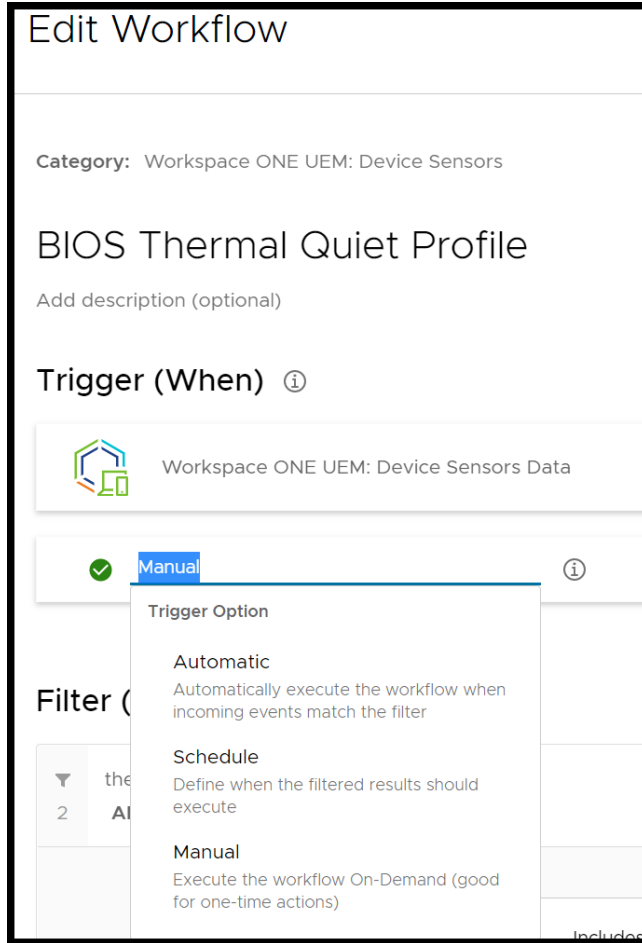 Edit Workflow
Category: Workspace ONE UEM: Device Sensors
BIOS Thermal Quiet Profile
Add description (optional)
Trigger (When)
Workspace ONE UEM: Device Sensors Data
Manual
Trigger Option
Automatic
Automatically execute the workflow when
incoming events match the filter
Filter (
Schedule
the
Define when the filtered results should
execute
2
Manual
Execute the workflow On-Demand (good
for one-time actions)
Includes